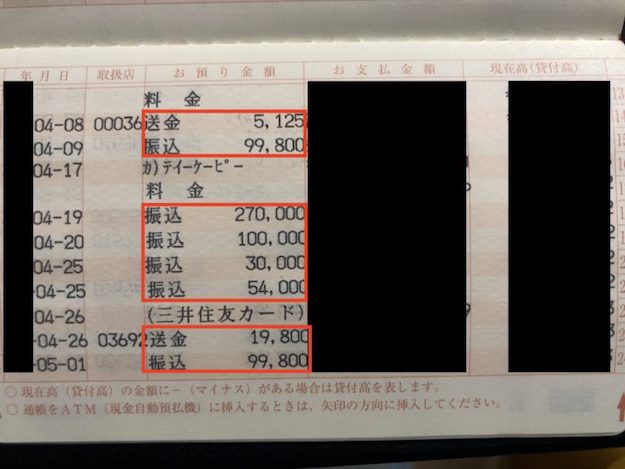 年月日 取扱店 お預り金額 お支払金額 現在高(貸付高)
料 金
04-08 00036 送金 5,125
04-09 振込 99,800
-04-17 カ)テイーケーピー
料 金
04-19 振込 270,000
04-20 振込 100,000
04-25 振込 30,000
-04-25 振込 54,000
-04-26 (三井住友カード)
-04-26 03692 送金 19,800
-05-01 振込 99,800
○ 現在高(貸付高)の金額に−(マイナス)がある場合は貸付高を表します。
○ 通帳をATM(現金自動預払機)に挿入するときは、矢印の方向に挿入してください。